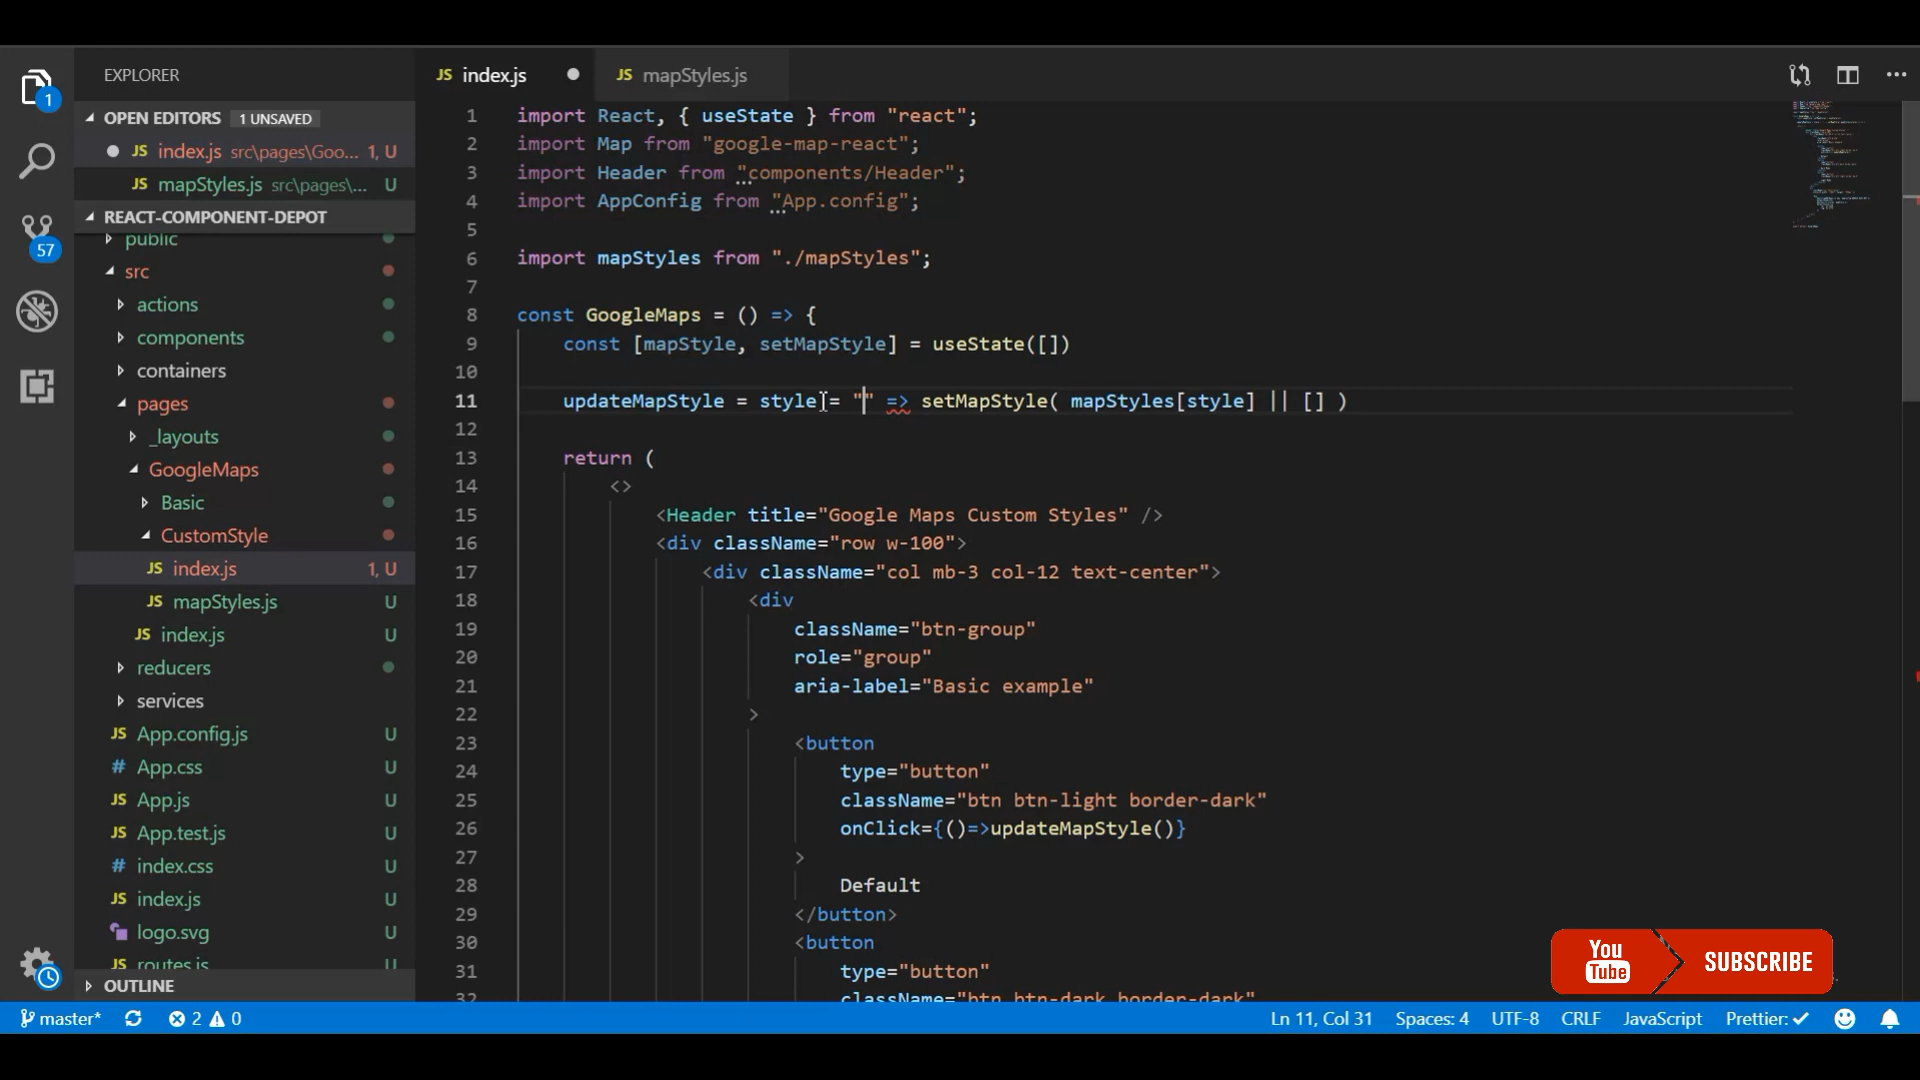 EXPLORER
OPEN EDITORS 1 UNSAVED
JS index.js src\pages\Goo... 1, U
JS mapStyles.js src\pages\... U
REACT-COMPONENT-DEPOT
public
src
actions
components
containers
pages
_layouts
GoogleMaps
Basic
CustomStyle
JS index.js 1, U
JS mapStyles.js U
JS index.js U
reducers
services
JS App.config.js U
# App.css U
JS App.js U
JS App.test.js U
# index.css U
JS index.js U
logo.svg U
routes.js U
OUTLINE
1
57
JS index.js
JS mapStyles.js
1 import React, { useState } from "react";
2 import Map from "google-map-react";
3 import Header from "components/Header";
4 import AppConfig from "App.config";
5
6 import mapStyles from "./mapStyles";
7
8 const GoogleMaps = () => {
9 const [mapStyle, setMapStyle] = useState([])
10
11 updateMapStyle = style = "" => setMapStyle( mapStyles[style] || [] )
12
13 return (
14 <>
15 <Header title="Google Maps Custom Styles" />
16 <div className="row w-100">
17 <div className="col mb-3 col-12 text-center">
18 <div
19 className="btn-group"
20 role="group"
21 aria-label="Basic example"
22 >
23 <button
24 type="button"
25 className="btn btn-light border-dark"
26 onClick={()=>updateMapStyle()}
27 >
28 Default
29 </button>
30 <button
31 type="button"
32 className="btn btn-dark border-dark"
You Tube SUBSCRIBE
master* 2 0 Ln 11, Col 31 Spaces: 4 UTF-8 CRLF JavaScript Prettier: ✓